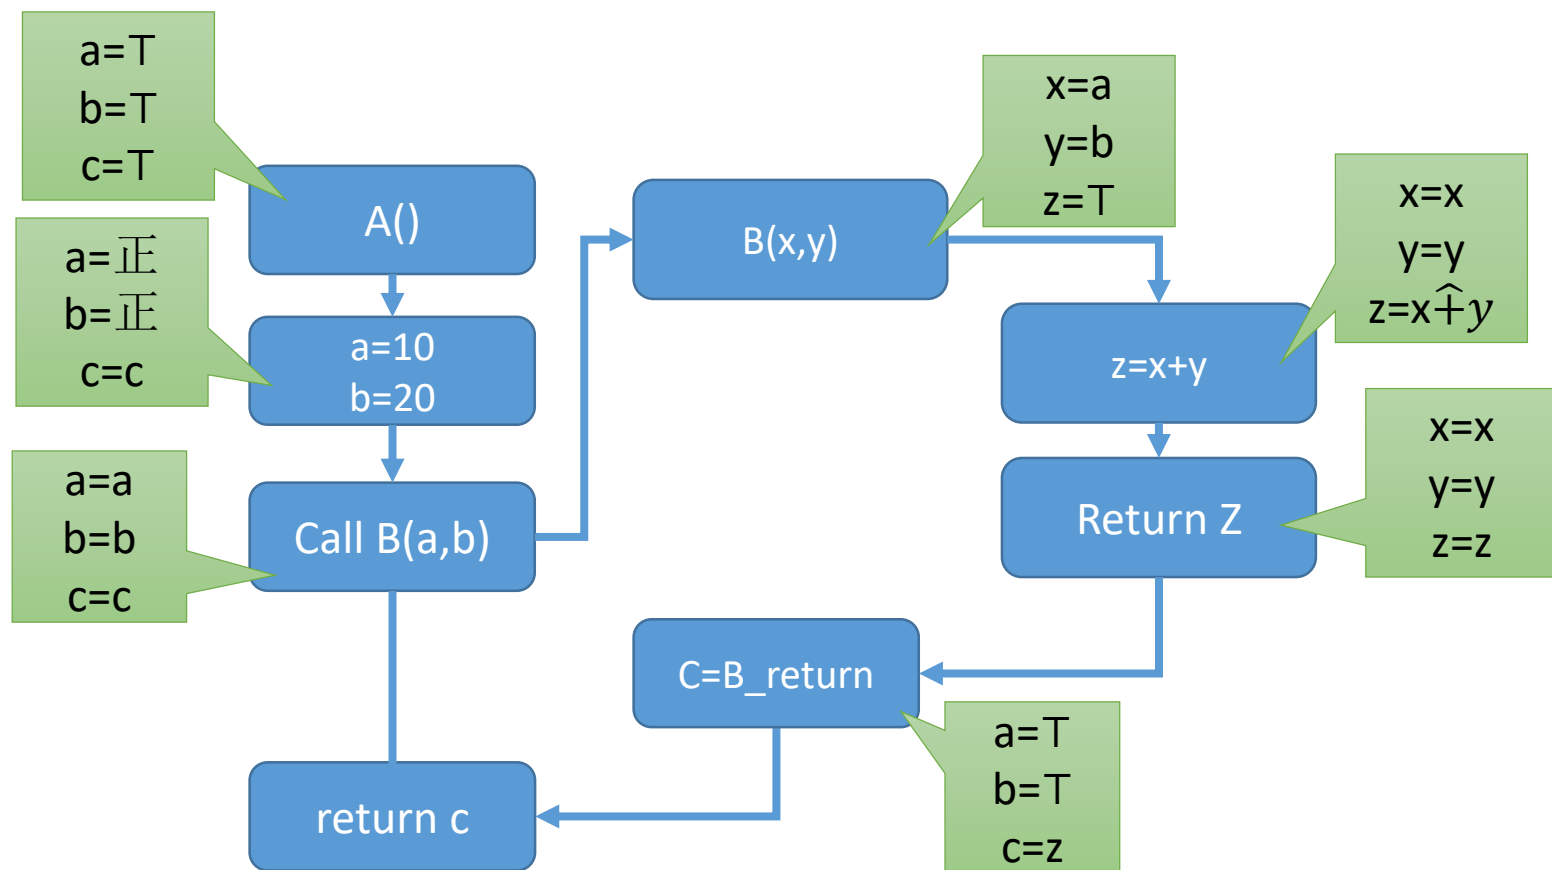 a=⊤
b=⊤
c=⊤
A()
a=正
b=正
c=c
a=10
b=20
a=a
b=b
c=c
Call B(a,b)
x=a
y=b
z=⊤
B(x,y)
x=x
y=y
z=x+̂y
z=x+y
x=x
y=y
z=z
Return Z
C=B_return
a=⊤
b=⊤
c=z
return c